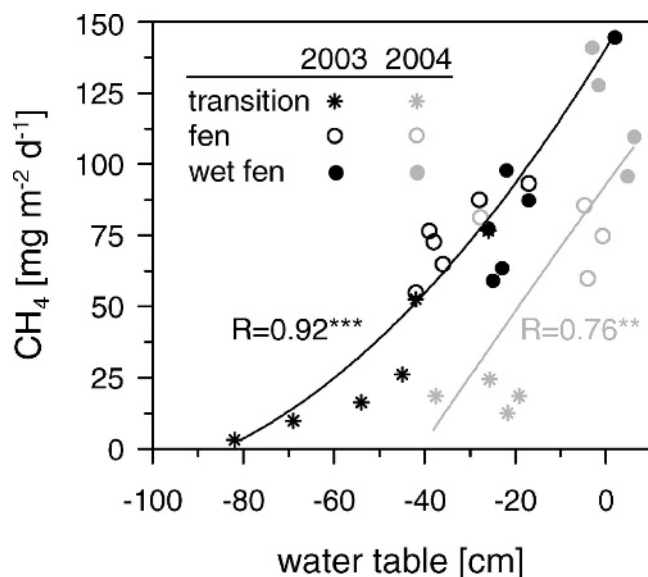 150
125
100
75
50
25
0
CH₄ [mg m⁻² d⁻¹]
2003 2004
transition
fen
wet fen
R=0.92***
R=0.76**
-100 -80 -60 -40 -20 0
water table [cm]